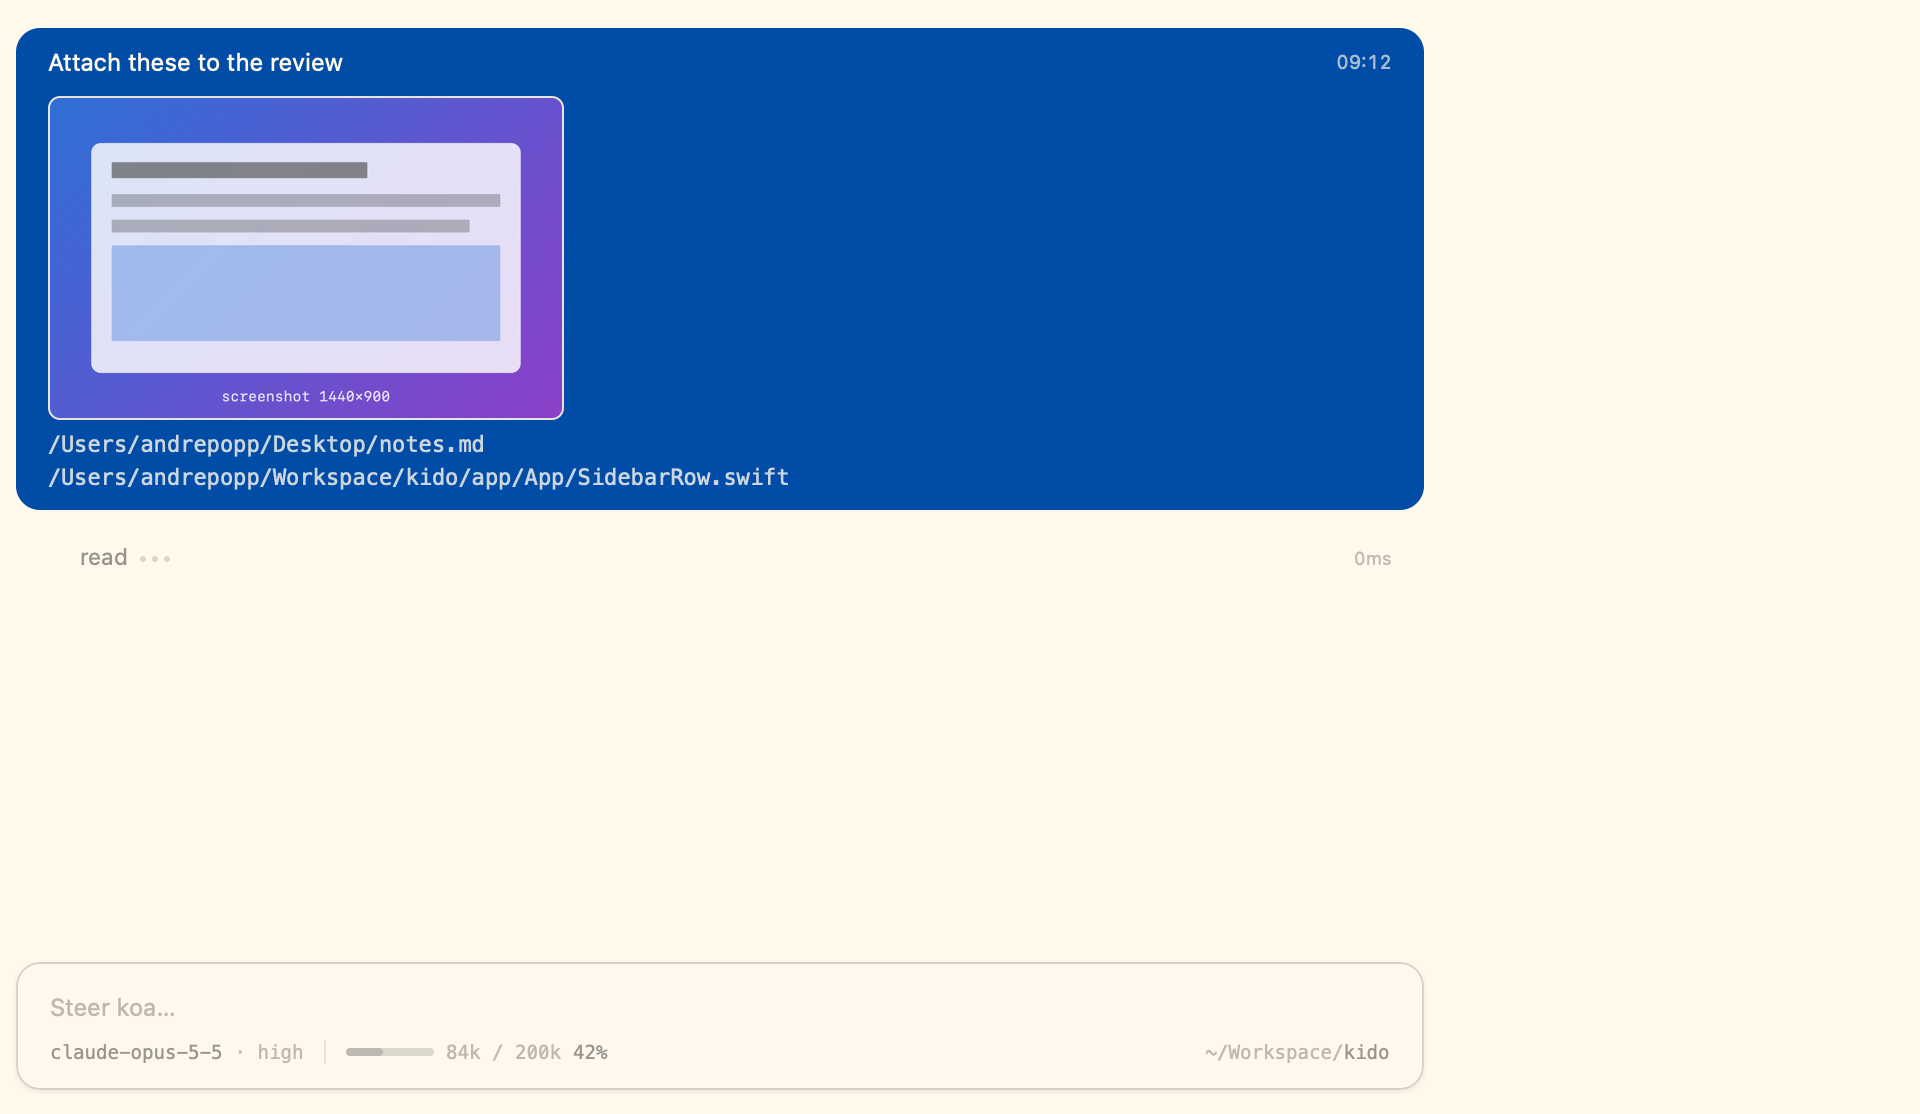 Attach these to the review 09:12
screenshot 1440×900
/Users/andrepopp/Desktop/notes.md
/Users/andrepopp/Workspace/kido/app/App/SidebarRow.swift
read ••• 0ms
Steer koa...
claude-opus-5-5 · high 84k / 200k 42% ~/Workspace/kido